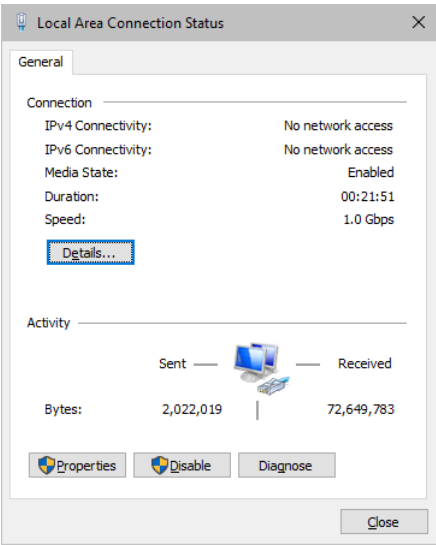 Local Area Connection Status
General
Connection
IPv4 Connectivity: No network access
IPv6 Connectivity: No network access
Media State: Enabled
Duration: 00:21:51
Speed: 1.0 Gbps
Details...
Activity
Sent Received
Bytes: 2,022,019 72,649,783
Properties Disable Diagnose
Close